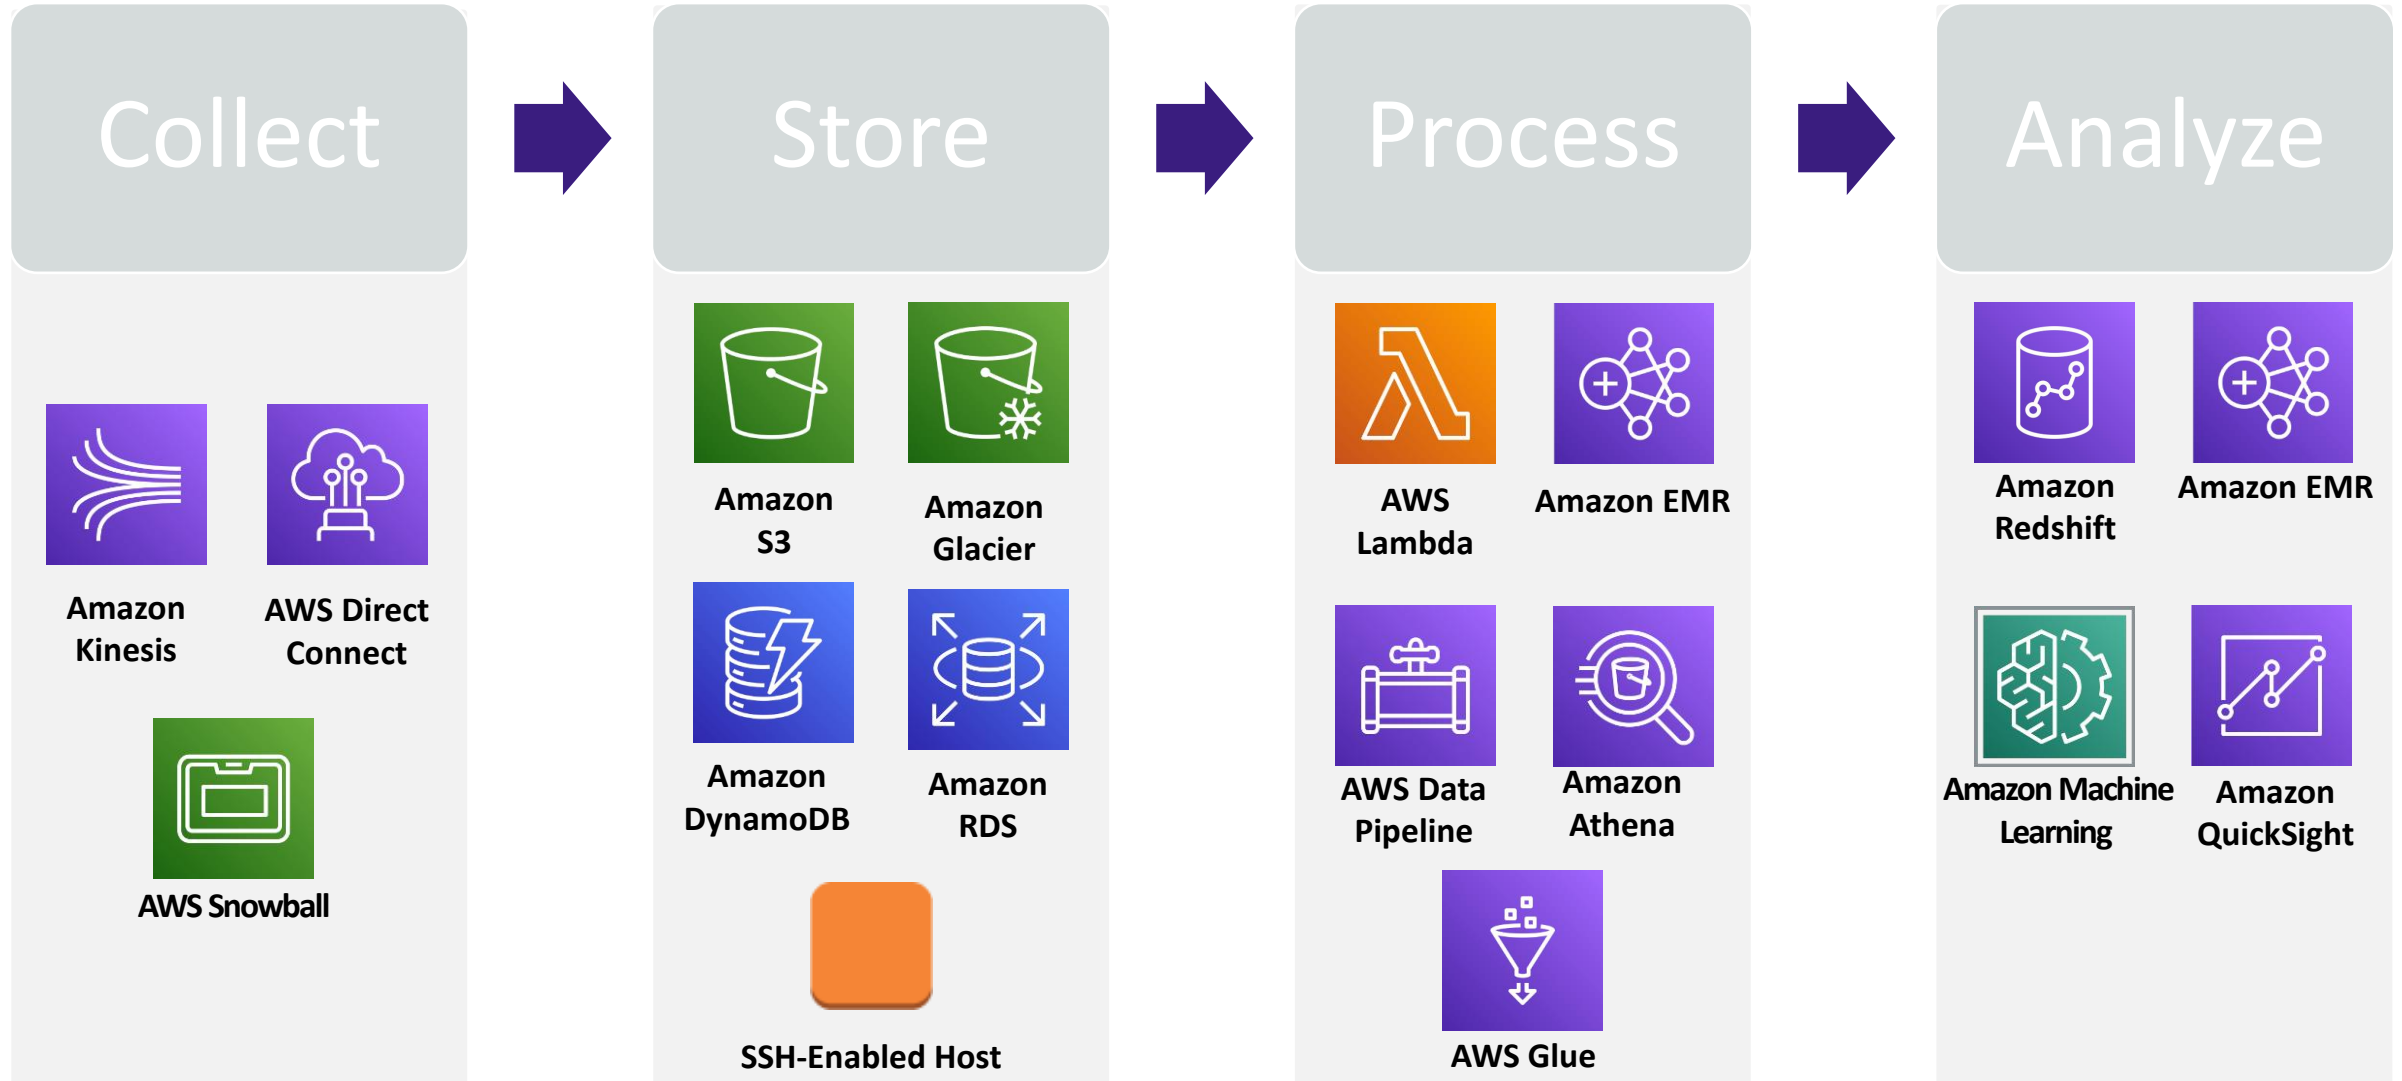 Collect
Store
Process
Analyze
Amazon
Kinesis
AWS Direct
Connect
AWS Snowball
Amazon
S3
Amazon
Glacier
Amazon
DynamoDB
Amazon
RDS
SSH-Enabled Host
AWS
Lambda
Amazon EMR
AWS Data
Pipeline
Amazon
Athena
AWS Glue
Amazon
Redshift
Amazon EMR
Amazon Machine
Learning
Amazon
QuickSight